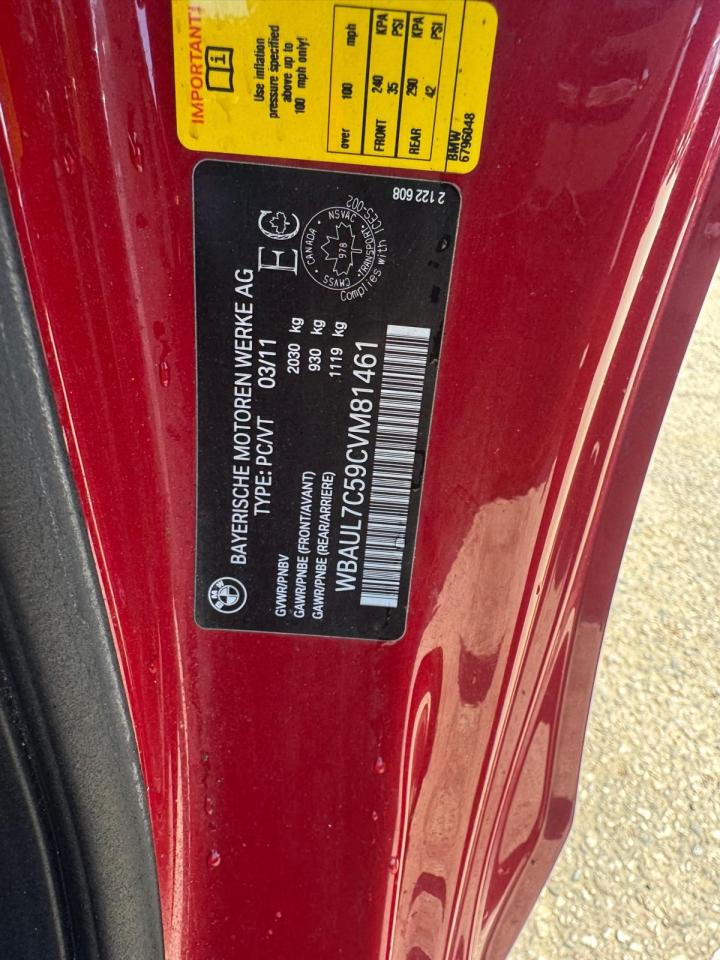 IMPORTANT!
Use inflation
pressure specified
above up to
100 mph only!
over 100 mph
FRONT 240 KPA
35 PSI
REAR 290 KPA
42 PSI
BMW
6796048
BMW
BAYERISCHE MOTOREN WERKE AG
TYPE: PC/VT
03/11
GVWR/PNBV 2030 kg
GAWR/PNBE (FRONT/AVANT) 930 kg
GAWR/PNBE (REAR/ARRIERE) 1119 kg
WBAUL7C59CVM81461
EC
CANADA · NSVAC · TRANSPORT · CMVSS
978
Complies with ICES-002
2 122 608